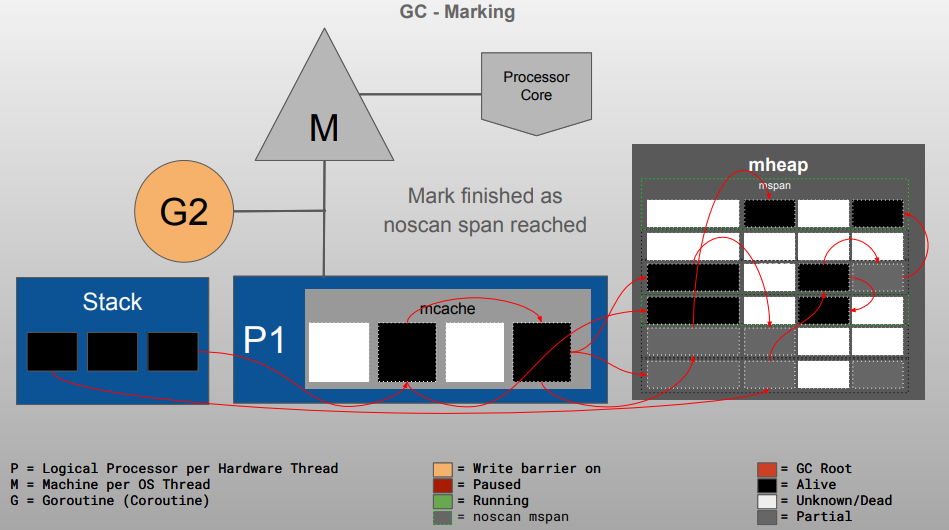 GC - Marking
Processor
Core
M
mheap
mspan
G2
Mark finished as
noscan span reached
Stack
P1
mcache
P = Logical Processor per Hardware Thread
M = Machine per OS Thread
G = Goroutine (Coroutine)
= Write barrier on
= Paused
= Running
= noscan mspan
= GC Root
= Alive
= Unknown/Dead
= Partial